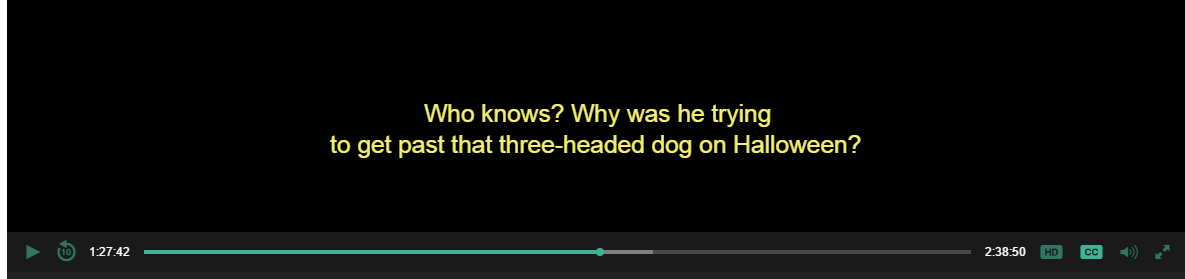 Who knows? Why was he trying
to get past that three-headed dog on Halloween?
10
1:27:42
2:38:50
HD
CC